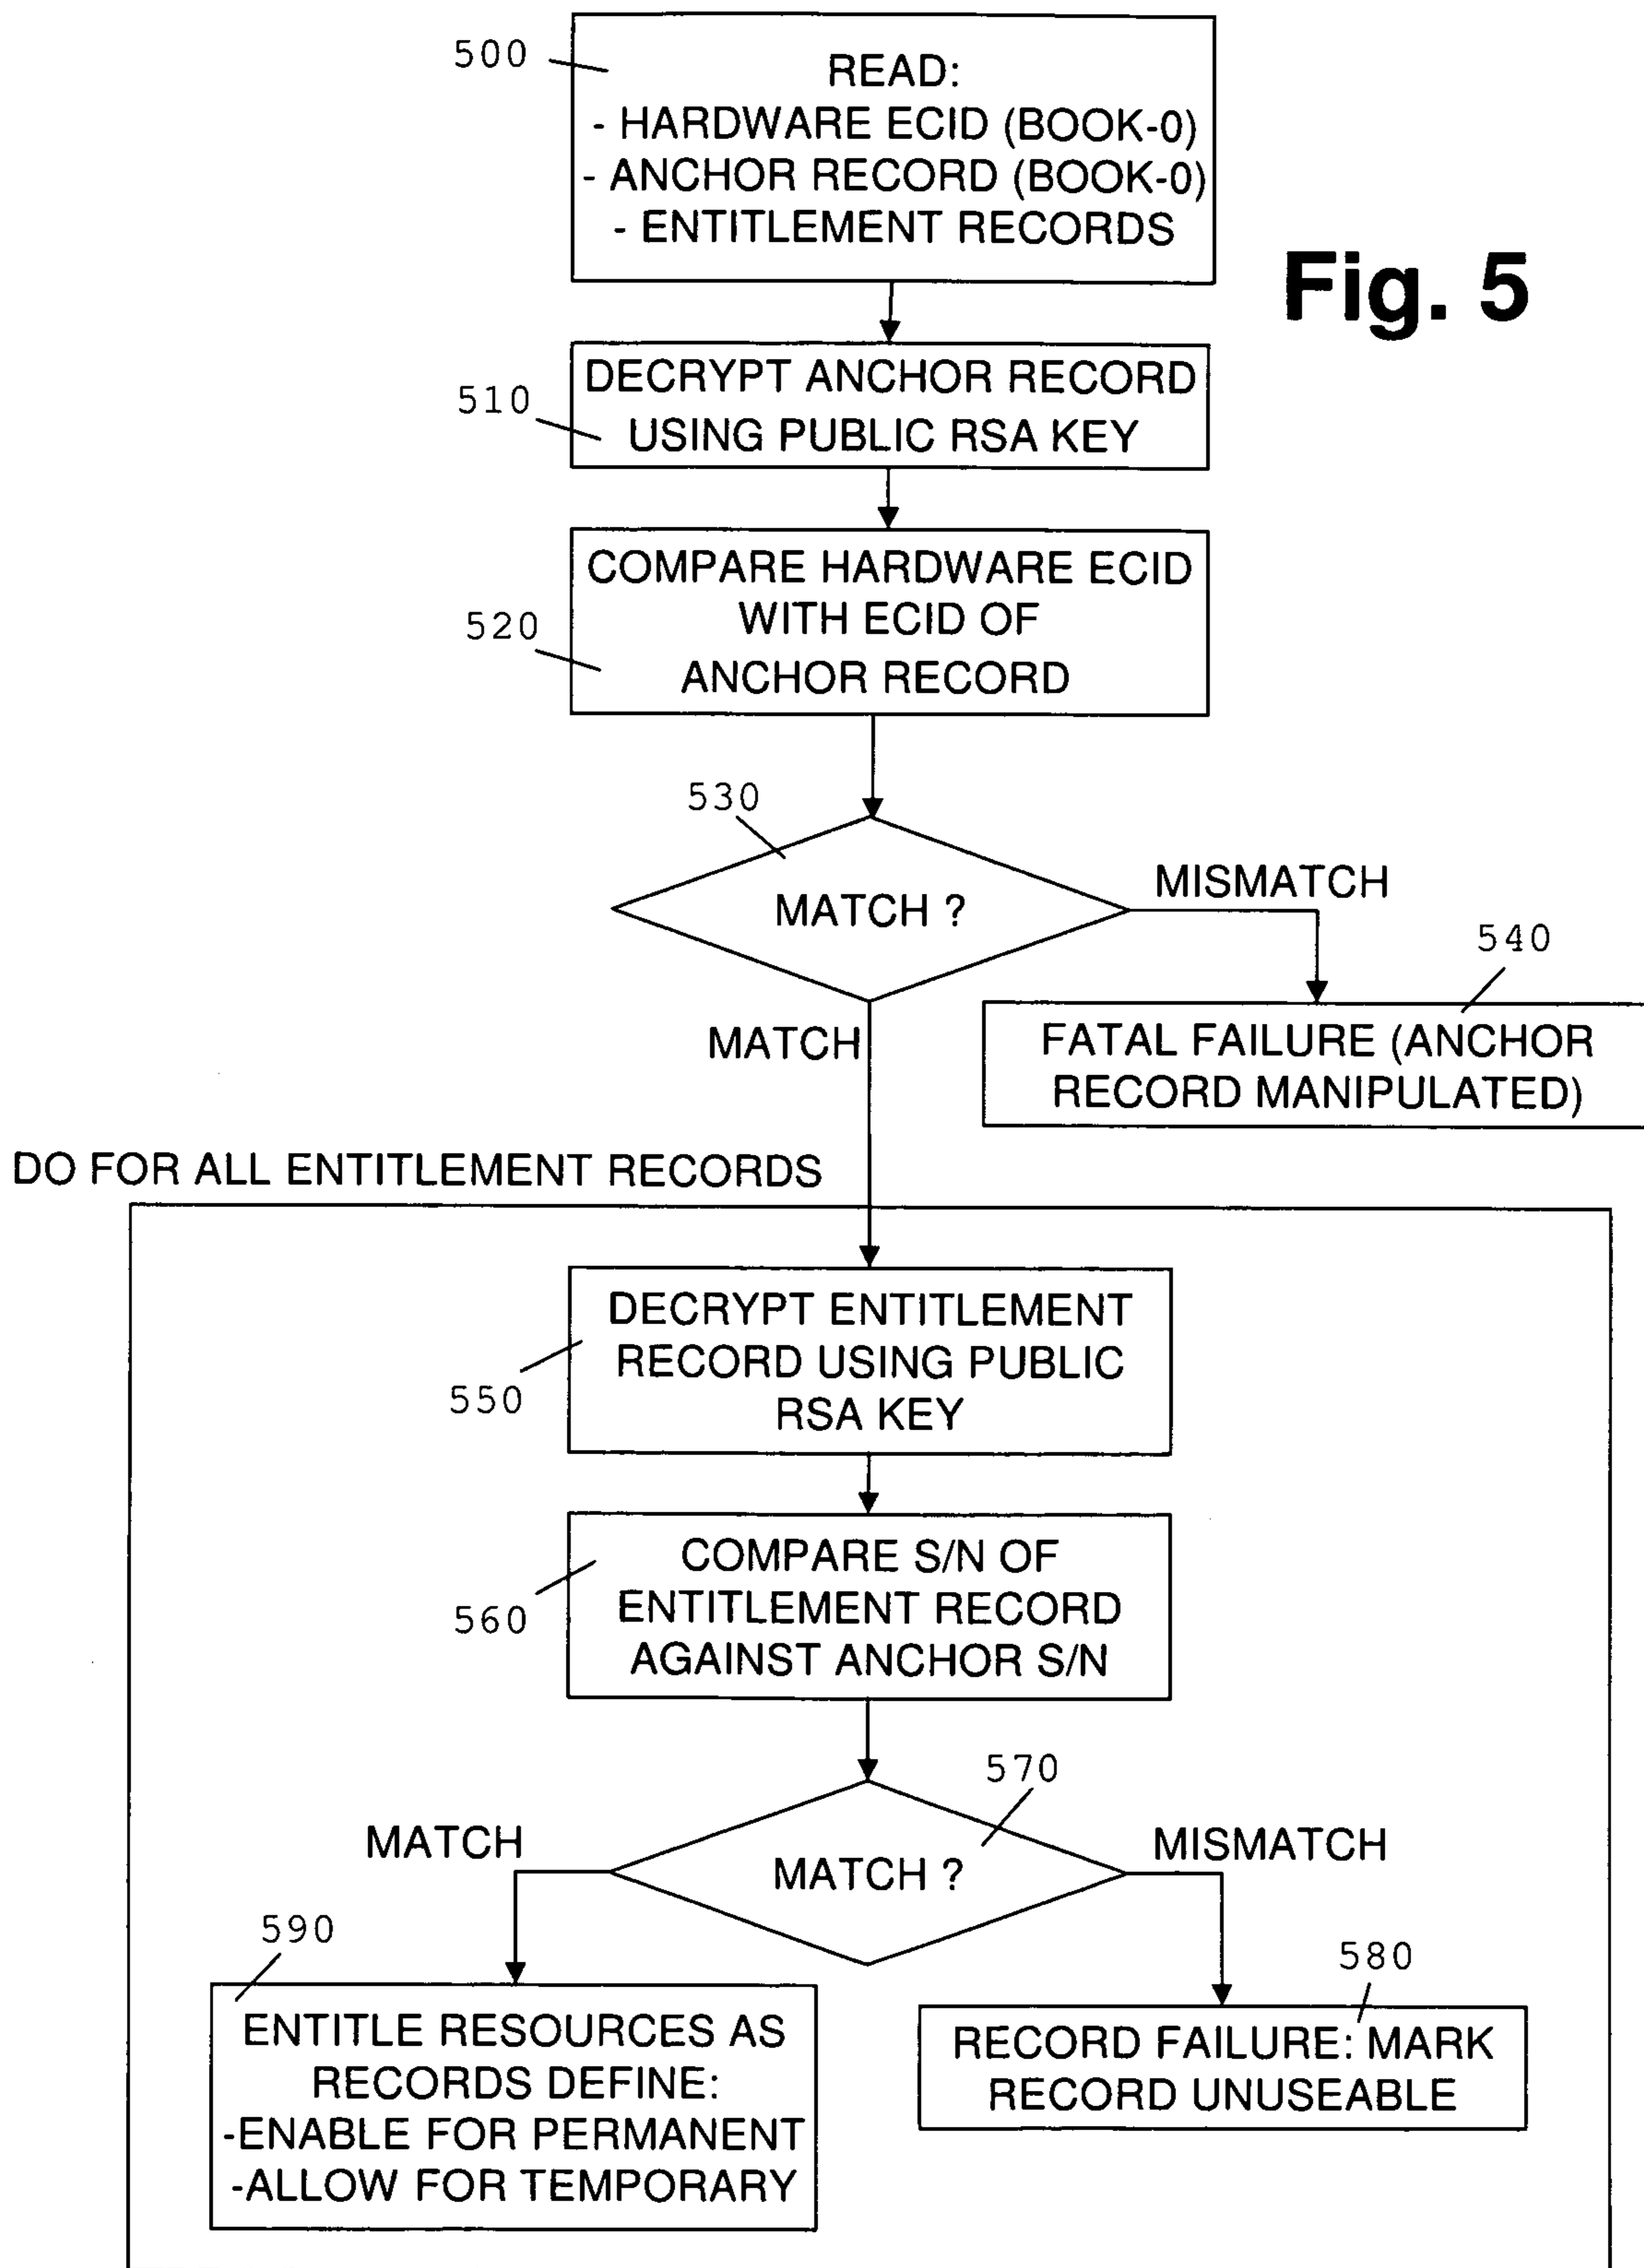 500
READ:
- HARDWARE ECID (BOOK-0)
- ANCHOR RECORD (BOOK-0)
- ENTITLEMENT RECORDS
Fig. 5
510
DECRYPT ANCHOR RECORD
USING PUBLIC RSA KEY
520
COMPARE HARDWARE ECID
WITH ECID OF
ANCHOR RECORD
530
MATCH ?
MISMATCH
540
FATAL FAILURE (ANCHOR
RECORD MANIPULATED)
MATCH
DO FOR ALL ENTITLEMENT RECORDS
550
DECRYPT ENTITLEMENT
RECORD USING PUBLIC
RSA KEY
560
COMPARE S/N OF
ENTITLEMENT RECORD
AGAINST ANCHOR S/N
570
MATCH
MATCH ?
MISMATCH
590
ENTITLE RESOURCES AS
RECORDS DEFINE:
-ENABLE FOR PERMANENT
-ALLOW FOR TEMPORARY
580
RECORD FAILURE: MARK
RECORD UNUSEABLE